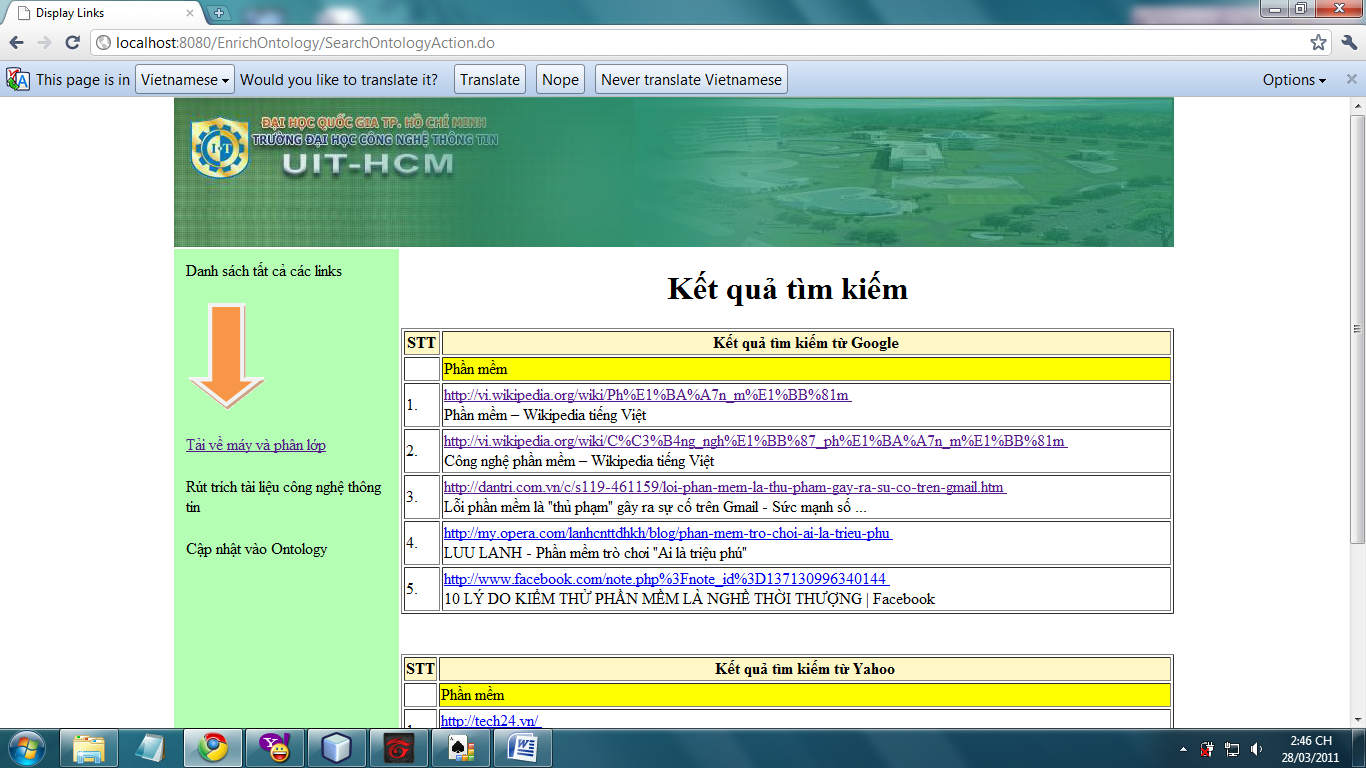 Display Links
localhost:8080/EnrichOntology/SearchOntologyAction.do
This page is in Vietnamese Would you like to translate it? Translate Nope Never translate Vietnamese Options
ĐẠI HỌC QUỐC GIA TP. HỒ CHÍ MINH
TRƯỜNG ĐẠI HỌC CÔNG NGHỆ THÔNG TIN
UIT-HCM
Danh sách tất cả các links
Tải về máy và phân lớp
Rút trích tài liệu công nghệ thông
tin
Cập nhật vào Ontology
Kết quả tìm kiếm
STT Kết quả tìm kiếm từ Google
Phần mềm
1. http://vi.wikipedia.org/wiki/Ph%E1%BA%A7n_m%E1%BB%81m
Phần mềm – Wikipedia tiếng Việt
2. http://vi.wikipedia.org/wiki/C%C3%B4ng_ngh%E1%BB%87_ph%E1%BA%A7n_m%E1%BB%81m
Công nghệ phần mềm – Wikipedia tiếng Việt
3. http://dantri.com.vn/c/s119-461159/loi-phan-mem-la-thu-pham-gay-ra-su-co-tren-gmail.htm
Lỗi phần mềm là "thủ phạm" gây ra sự cố trên Gmail - Sức mạnh số ...
4. http://my.opera.com/lanhcnttdhkh/blog/phan-mem-tro-choi-ai-la-trieu-phu
LUU LANH - Phần mềm trò chơi "Ai là triệu phú"
5. http://www.facebook.com/note.php%3Fnote_id%3D137130996340144
10 LÝ DO KIỂM THỬ PHẦN MỀM LÀ NGHỀ THỜI THƯỢNG | Facebook
STT Kết quả tìm kiếm từ Yahoo
Phần mềm
http://tech24.vn/
2:46 CH
28/03/2011